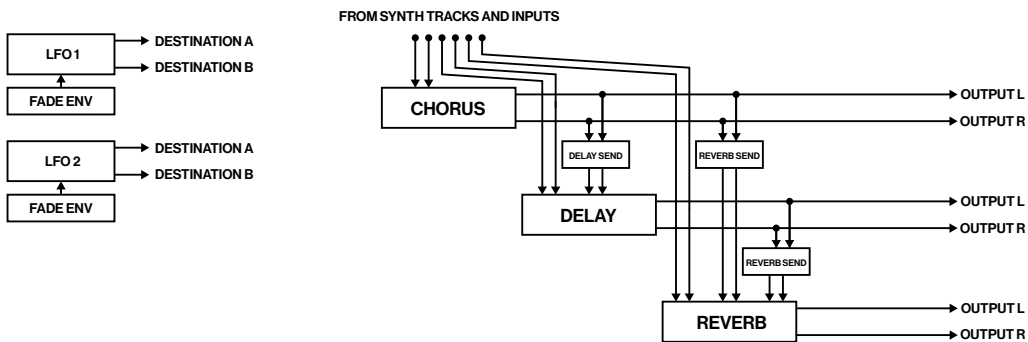 FROM SYNTH TRACKS AND INPUTS
LFO 1
DESTINATION A
DESTINATION B
FADE ENV
LFO 2
DESTINATION A
DESTINATION B
FADE ENV
CHORUS
OUTPUT L
OUTPUT R
DELAY SEND
REVERB SEND
DELAY
OUTPUT L
OUTPUT R
REVERB SEND
REVERB
OUTPUT L
OUTPUT R